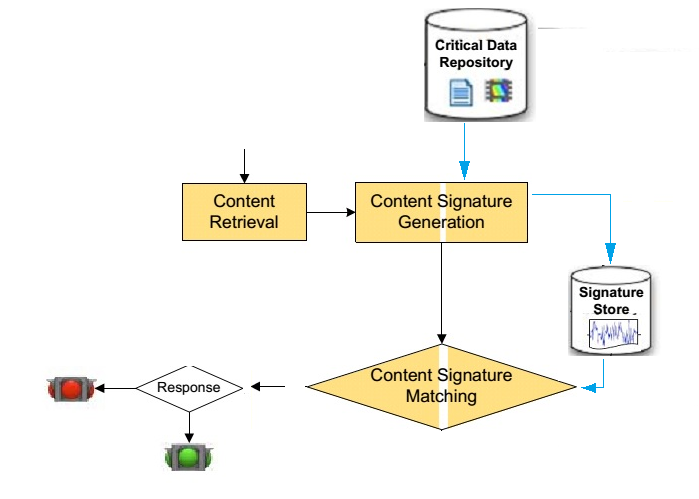 Critical Data
Repository
Content
Retrieval
Content Signature
Generation
Signature
Store
Content Signature
Matching
Response